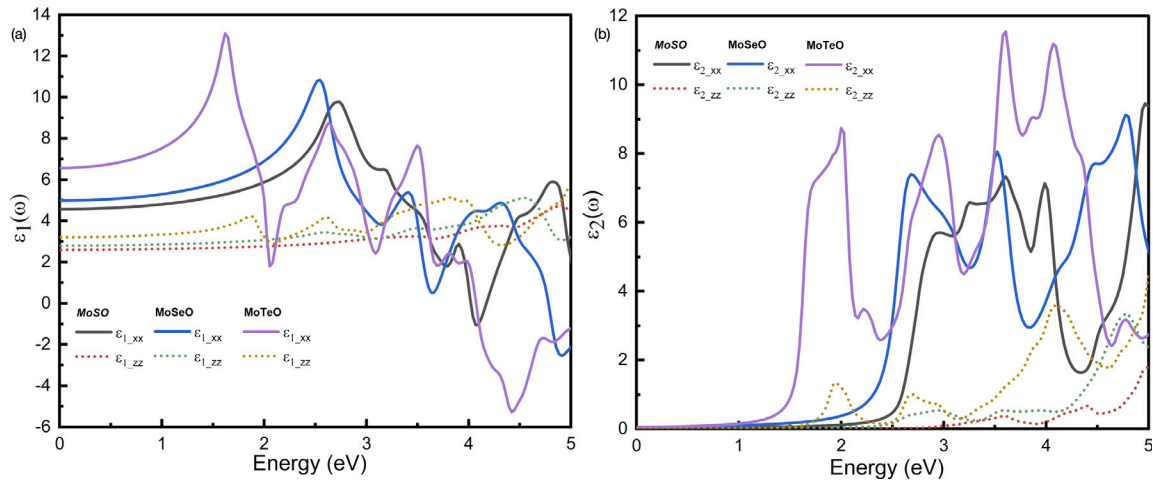 (a)
14
12
10
8
6
4
2
0
-2
-4
-6
ε1(ω)
MoSO MoSeO MoTeO
ε1_xx ε1_xx ε1_xx
ε1_zz ε1_zz ε1_zz
0 1 2 3 4 5
Energy (eV)
(b)
12
10
8
6
4
2
0
ε2(ω)
MoSO MoSeO MoTeO
ε2_xx ε2_xx ε2_xx
ε2_zz ε2_zz ε2_zz
0 1 2 3 4 5
Energy (eV)